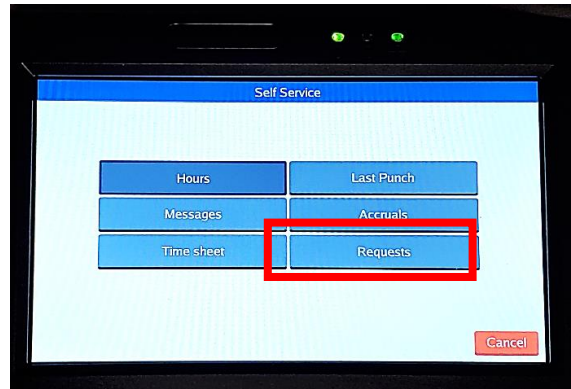 Self Service
Hours
Last Punch
Messages
Accruals
Time sheet
Requests
Cancel